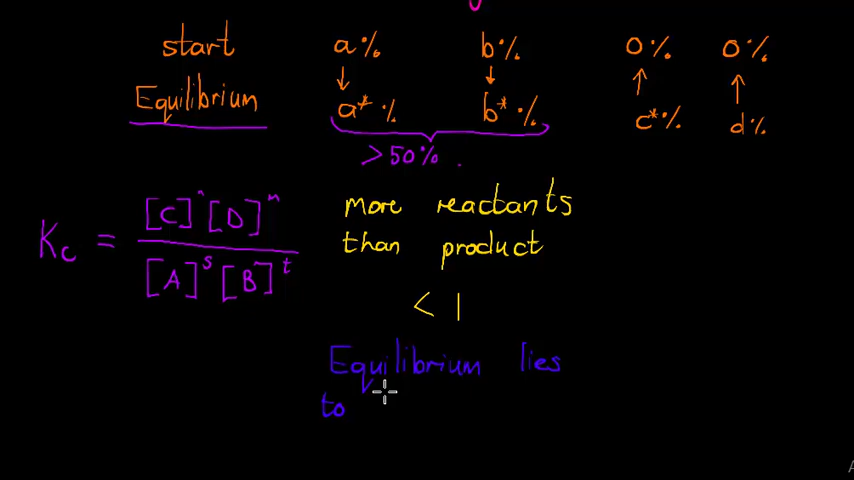 start a% b% 0% 0%
Equilibrium a*% b*% c*% d%
>50%.
Kc = [C]ⁿ[D]ᵐ
[A]ˢ[B]ᵗ
more reactants
than product
< 1
Equilibrium lies
to